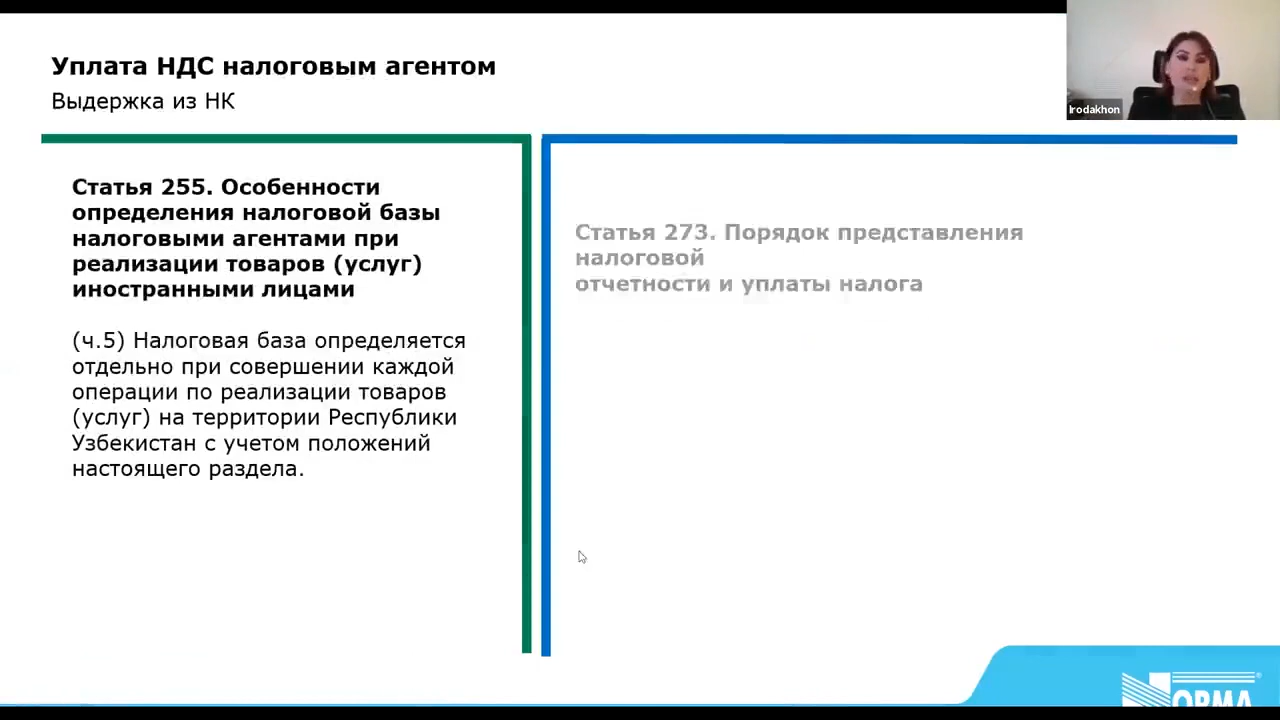 Уплата НДС налоговым агентом
Выдержка из НК
Irodakhon
Статья 255. Особенности
определения налоговой базы
налоговыми агентами при
реализации товаров (услуг)
иностранными лицами
(ч.5) Налоговая база определяется
отдельно при совершении каждой
операции по реализации товаров
(услуг) на территории Республики
Узбекистан с учетом положений
настоящего раздела.
Статья 273. Порядок представления
налоговой
отчетности и уплаты налога
NORMA